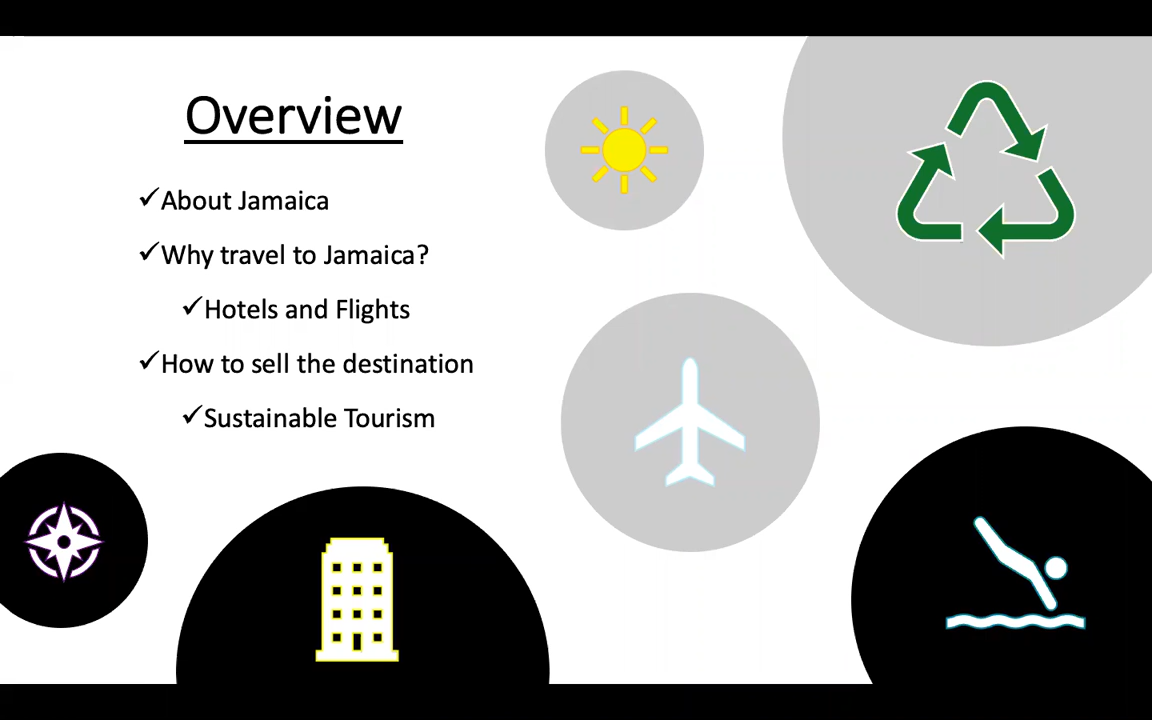 Overview
✓About Jamaica
✓Why travel to Jamaica?
✓Hotels and Flights
✓How to sell the destination
✓Sustainable Tourism